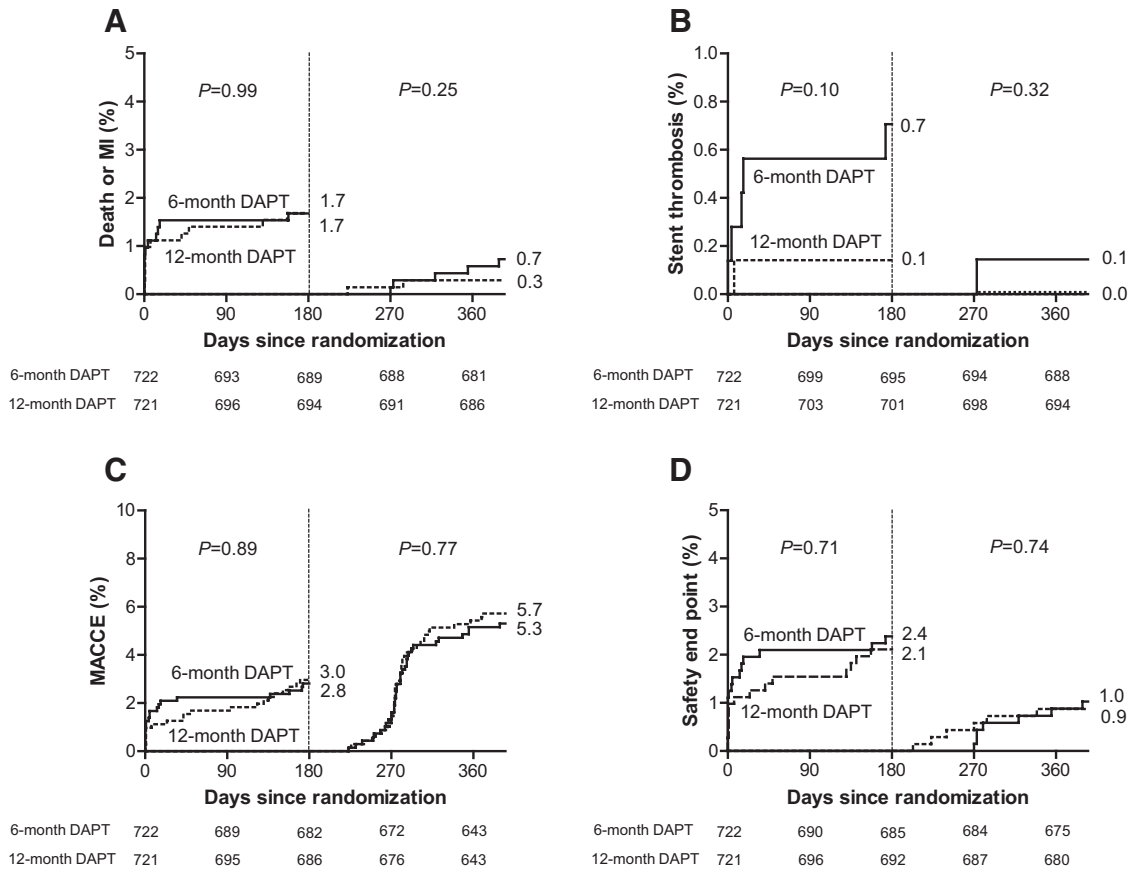 A
Death or MI (%)
5
4
3
2
1
0
P=0.99
P=0.25
6-month DAPT
12-month DAPT
1.7
1.7
0.7
0.3
0 90 180 270 360
Days since randomization
6-month DAPT 722 693 689 688 681
12-month DAPT 721 696 694 691 686
B
Stent thrombosis (%)
1.0
0.8
0.6
0.4
0.2
0.0
P=0.10
P=0.32
0.7
6-month DAPT
12-month DAPT
0.1
0.1
0.0
0 90 180 270 360
Days since randomization
6-month DAPT 722 699 695 694 688
12-month DAPT 721 703 701 698 694
C
MACCE (%)
10
8
6
4
2
0
P=0.89
P=0.77
6-month DAPT
12-month DAPT
3.0
2.8
5.7
5.3
0 90 180 270 360
Days since randomization
6-month DAPT 722 689 682 672 643
12-month DAPT 721 695 686 676 643
D
Safety end point (%)
5
4
3
2
1
0
P=0.71
P=0.74
6-month DAPT
12-month DAPT
2.4
2.1
1.0
0.9
0 90 180 270 360
Days since randomization
6-month DAPT 722 690 685 684 675
12-month DAPT 721 696 692 687 680